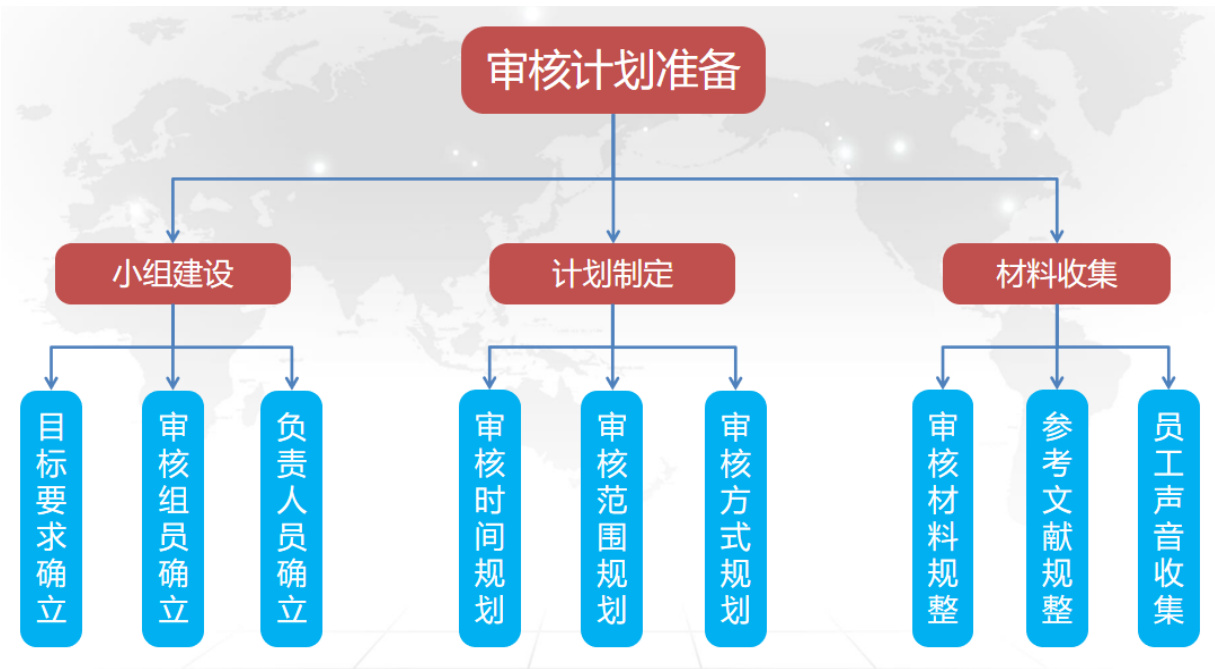 审核计划准备
小组建设
计划制定
材料收集
目标要求确立
审核组员确立
负责人员确立
审核时间规划
审核范围规划
审核方式规划
审核材料规整
参考文献规整
员工声音收集